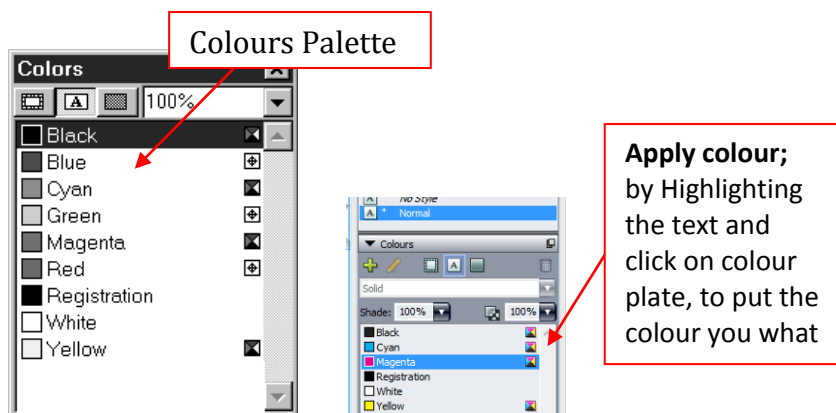 Colours Palette
Colors
100%
Black
Blue
Cyan
Green
Magenta
Red
Registration
White
Yellow
No Style
Normal
Colours
Solid
Shade: 100% 100%
Black
Cyan
Magenta
Registration
White
Yellow
Apply colour;
by Highlighting
the text and
click on colour
plate, to put the
colour you what